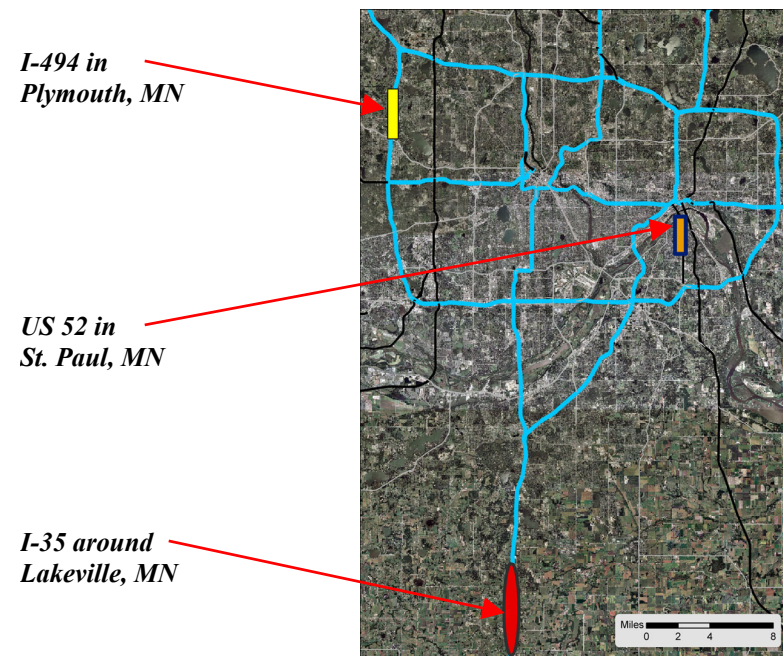 I-494 in
Plymouth, MN
US 52 in
St. Paul, MN
I-35 around
Lakeville, MN
Miles
0 2 4 8